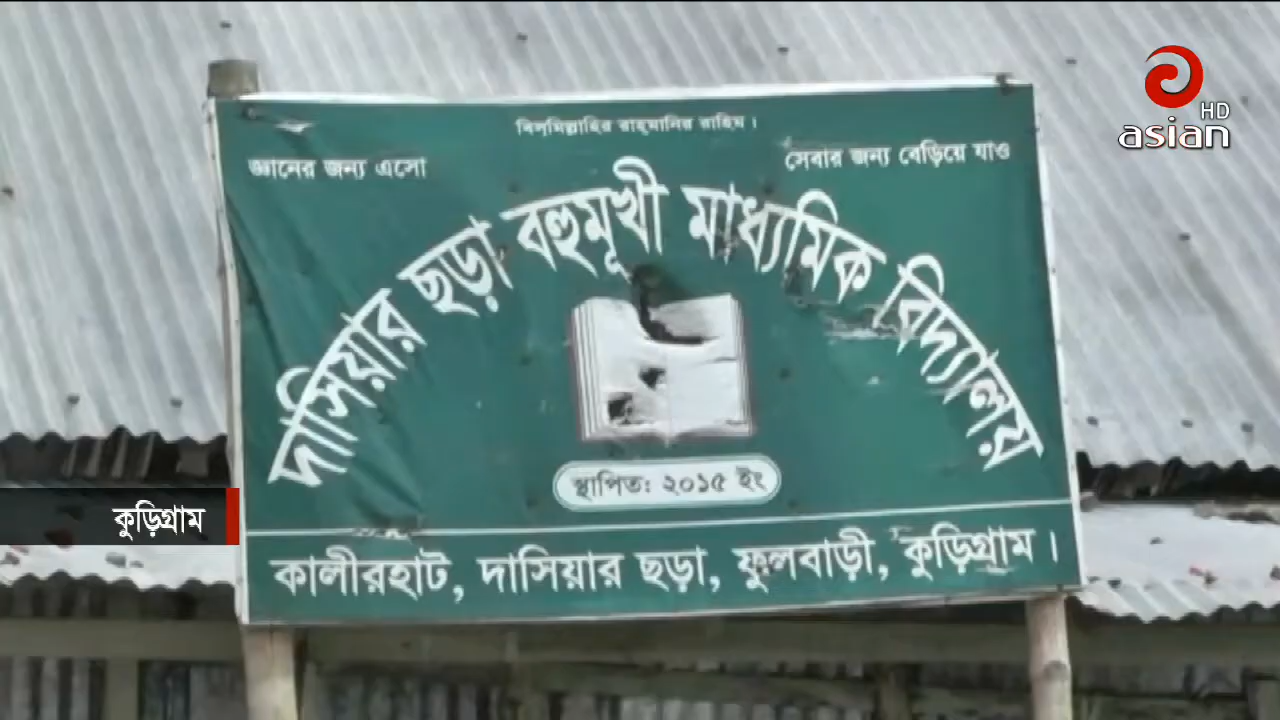 বিসমিল্লাহির রাহমানির রাহিম।
জ্ঞানের জন্য এসো
সেবার জন্য বেড়িয়ে যাও
দাসিয়ার ছড়া বহুমূখী মাধ্যমিক বিদ্যালয়
স্থাপিত: ২০১৫ ইং
কালীরহাট, দাসিয়ার ছড়া, ফুলবাড়ী, কুড়িগ্রাম।
কুড়িগ্রাম
HD
asian